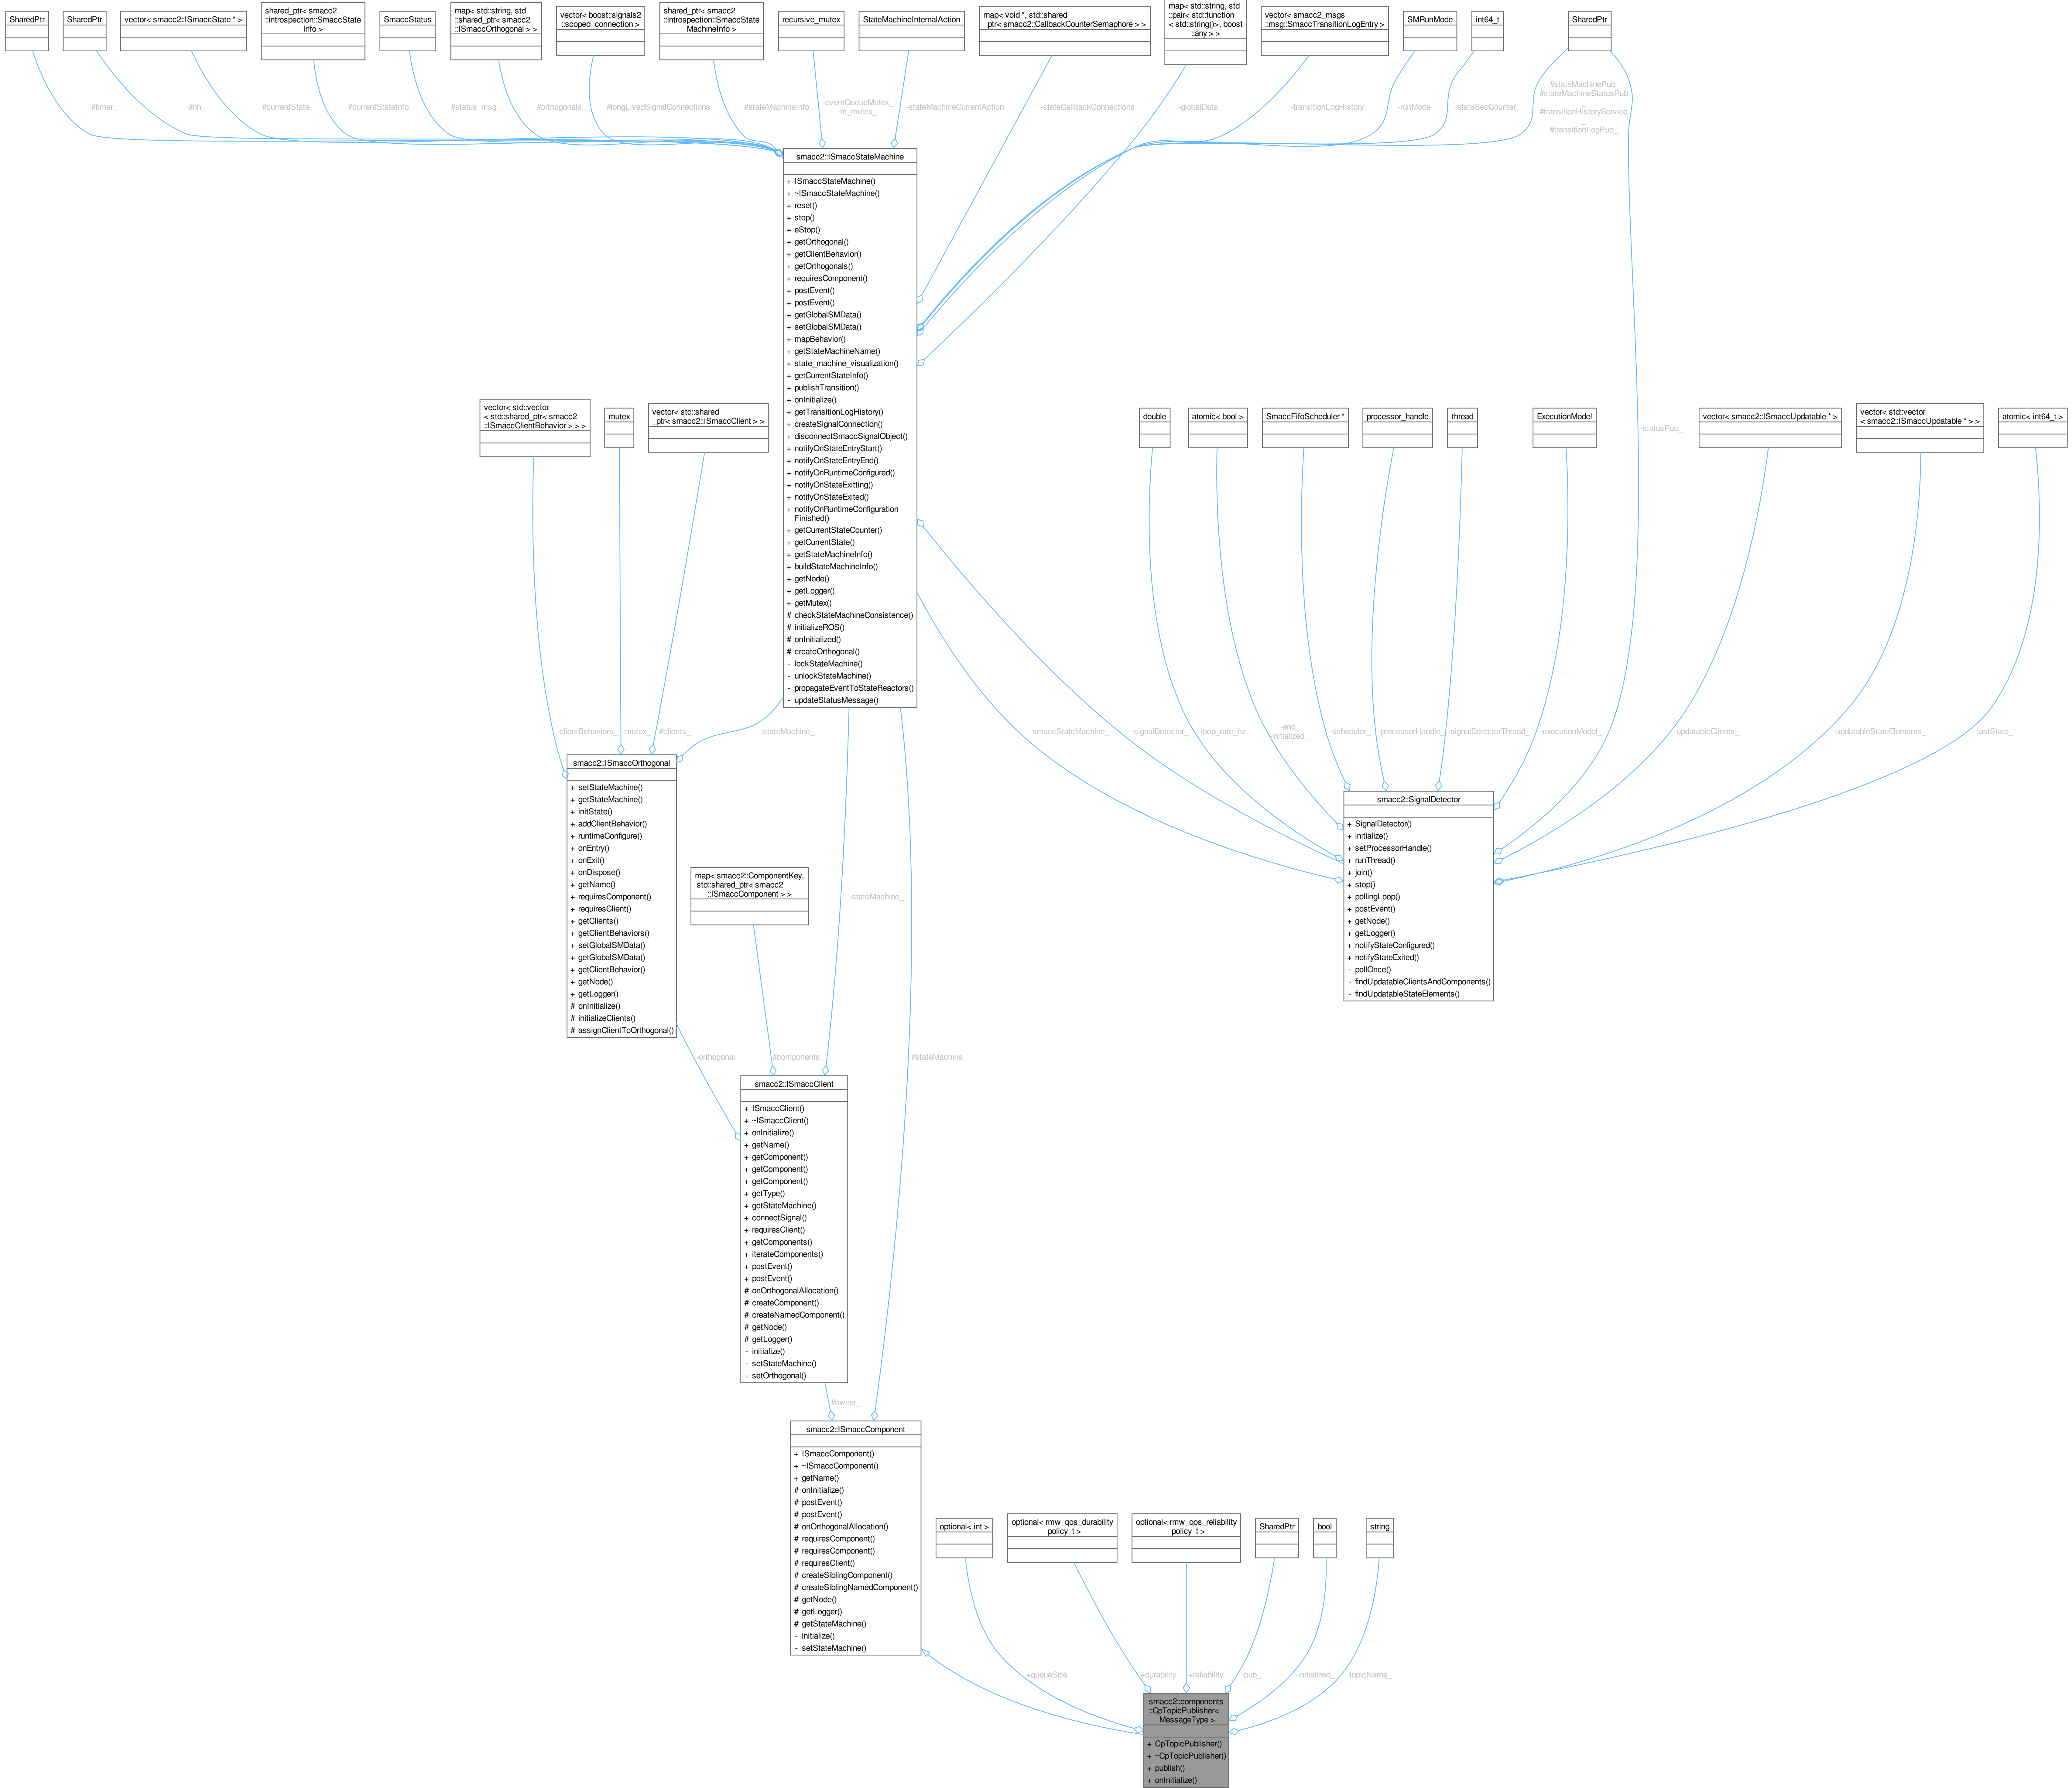 SharedPtr
SharedPtr
vector< smacc2::ISmaccState * >
shared_ptr< smacc2
::introspection::SmaccState
Info >
SmaccStatus
map< std::string, std
::shared_ptr< smacc2
::ISmaccOrthogonal > >
vector< boost::signals2
::scoped_connection >
shared_ptr< smacc2
::introspection::SmaccState
MachineInfo >
recursive_mutex
StateMachineInternalAction
map< void *, std::shared
_ptr< smacc2::CallbackCounterSemaphore > >
map< std::string, std
::pair< std::function
< std::string()>, boost
::any > >
vector< smacc2_msgs
::msg::SmaccTransitionLogEntry >
SMRunMode
int64_t
SharedPtr
#timer_
#nh_
#currentState_
#currentStateInfo_
#status_msg_
#orthogonals_
#longLivedSignalConnections_
#stateMachineInfo_
-eventQueueMutex_
-m_mutex_
-stateMachineCurrentAction
-stateCallbackConnections
-globalData_
-transitionLogHistory_
-runMode_
-stateSeqCounter_
#stateMachinePub_
#stateMachineStatusPub
_
#transitionHistoryService
_
#transitionLogPub_
smacc2::ISmaccStateMachine
+ ISmaccStateMachine()
+ ~ISmaccStateMachine()
+ reset()
+ stop()
+ eStop()
+ getOrthogonal()
+ getClientBehavior()
+ getOrthogonals()
+ requiresComponent()
+ postEvent()
+ postEvent()
+ getGlobalSMData()
+ setGlobalSMData()
+ mapBehavior()
+ getStateMachineName()
+ state_machine_visualization()
+ getCurrentStateInfo()
+ publishTransition()
+ onInitialize()
+ getTransitionLogHistory()
+ createSignalConnection()
+ disconnectSmaccSignalObject()
+ notifyOnStateEntryStart()
+ notifyOnStateEntryEnd()
+ notifyOnRuntimeConfigured()
+ notifyOnStateExitting()
+ notifyOnStateExited()
+ notifyOnRuntimeConfiguration
Finished()
+ getCurrentStateCounter()
+ getCurrentState()
+ getStateMachineInfo()
+ buildStateMachineInfo()
+ getNode()
+ getLogger()
+ getMutex()
# checkStateMachineConsistence()
# initializeROS()
# onInitialized()
# createOrthogonal()
- lockStateMachine()
- unlockStateMachine()
- propagateEventToStateReactors()
- updateStatusMessage()
vector< std::vector
< std::shared_ptr< smacc2
::ISmaccClientBehavior > > >
mutex
vector< std::shared
_ptr< smacc2::ISmaccClient > >
double
atomic< bool >
SmaccFifoScheduler *
processor_handle
thread
ExecutionModel
-statusPub_
vector< smacc2::ISmaccUpdatable * >
vector< std::vector
< smacc2::ISmaccUpdatable * > >
atomic< int64_t >
-clientBehaviors_
-mutex_
#clients_
-stateMachine_
-smaccStateMachine_
-signalDetector_
-loop_rate_hz
-end_
-initialized_
-scheduler_
-processorHandle_
-signalDetectorThread_
-executionModel_
-updatableClients_
-updatableStateElements_
-lastState_
smacc2::ISmaccOrthogonal
+ setStateMachine()
+ getStateMachine()
+ initState()
+ addClientBehavior()
+ runtimeConfigure()
+ onEntry()
+ onExit()
+ onDispose()
+ getName()
+ requiresComponent()
+ requiresClient()
+ getClients()
+ getClientBehaviors()
+ setGlobalSMData()
+ getGlobalSMData()
+ getClientBehavior()
+ getNode()
+ getLogger()
# onInitialize()
# initializeClients()
# assignClientToOrthogonal()
smacc2::SignalDetector
+ SignalDetector()
+ initialize()
+ setProcessorHandle()
+ runThread()
+ join()
+ stop()
+ pollingLoop()
+ postEvent()
+ getNode()
+ getLogger()
+ notifyStateConfigured()
+ notifyStateExited()
- pollOnce()
- findUpdatableClientsAndComponents()
- findUpdatableStateElements()
map< smacc2::ComponentKey,
std::shared_ptr< smacc2
::ISmaccComponent > >
-stateMachine_
-orthogonal_
#components_
#stateMachine_
smacc2::ISmaccClient
+ ISmaccClient()
+ ~ISmaccClient()
+ onInitialize()
+ getName()
+ getComponent()
+ getComponent()
+ getComponent()
+ getType()
+ getStateMachine()
+ connectSignal()
+ requiresClient()
+ getComponents()
+ iterateComponents()
+ postEvent()
+ postEvent()
# onOrthogonalAllocation()
# createComponent()
# createNamedComponent()
# getNode()
# getLogger()
- initialize()
- setStateMachine()
- setOrthogonal()
#owner_
smacc2::ISmaccComponent
+ ISmaccComponent()
+ ~ISmaccComponent()
+ getName()
# onInitialize()
# postEvent()
# postEvent()
# onOrthogonalAllocation()
# requiresComponent()
# requiresComponent()
# requiresClient()
# createSiblingComponent()
# createSiblingNamedComponent()
# getNode()
# getLogger()
# getStateMachine()
- initialize()
- setStateMachine()
optional< int >
optional< rmw_qos_durability
_policy_t >
optional< rmw_qos_reliability
_policy_t >
SharedPtr
bool
string
+queueSize
+durability
+reliability
-pub_
-initialized_
-topicName_
smacc2::components
::CpTopicPublisher<
MessageType >
+ CpTopicPublisher()
+ ~CpTopicPublisher()
+ publish()
+ onInitialize()